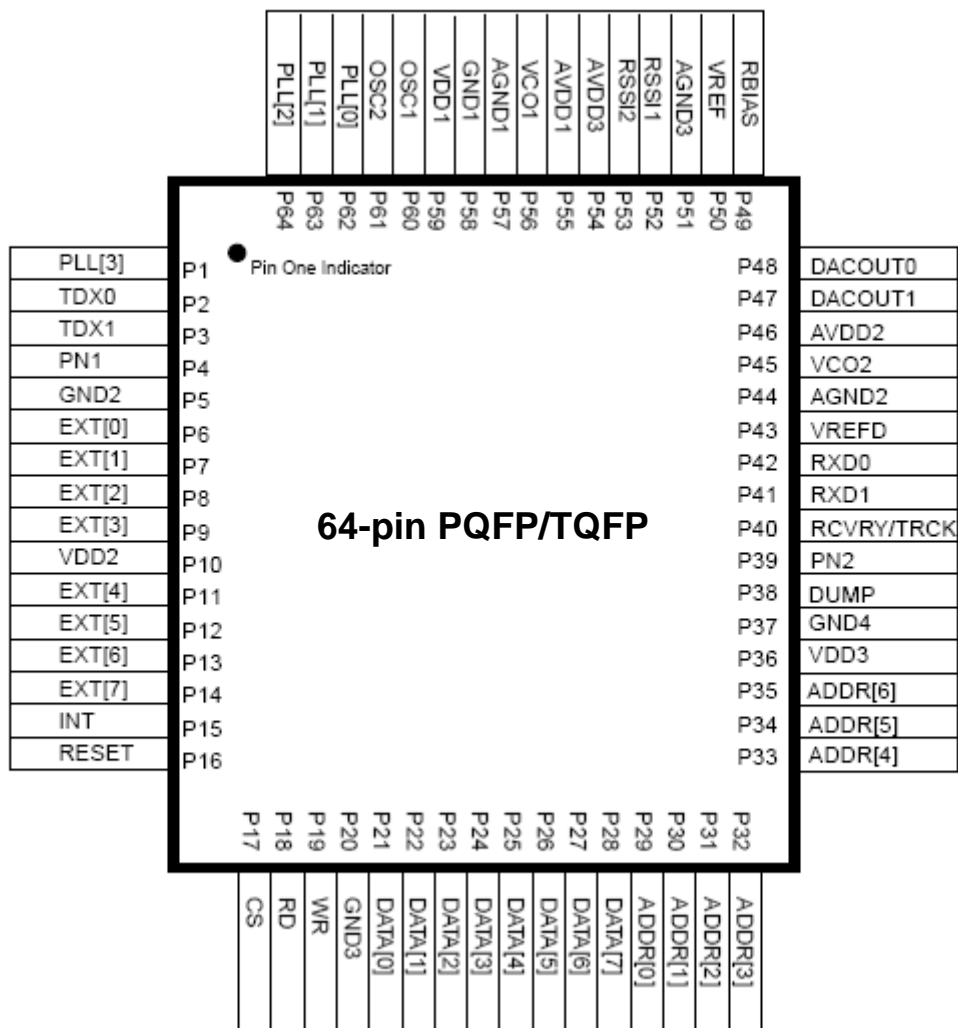 PLL[2]
PLL[1]
PLL[0]
OSC2
OSC1
VDD1
GND1
AGND1
VCO1
AVDD1
AVDD3
RSSI2
RSSI1
AGND3
VREF
RBIAS
P64
P63
P62
P61
P60
P59
P58
P57
P56
P55
P54
P53
P52
P51
P50
P49
Pin One Indicator
PLL[3] P1
TDX0 P2
TDX1 P3
PN1 P4
GND2 P5
EXT[0] P6
EXT[1] P7
EXT[2] P8
EXT[3] P9
VDD2 P10
EXT[4] P11
EXT[5] P12
EXT[6] P13
EXT[7] P14
INT P15
RESET P16
64-pin PQFP/TQFP
P48 DACOUT0
P47 DACOUT1
P46 AVDD2
P45 VCO2
P44 AGND2
P43 VREFD
P42 RXD0
P41 RXD1
P40 RCVRY/TRCK
P39 PN2
P38 DUMP
P37 GND4
P36 VDD3
P35 ADDR[6]
P34 ADDR[5]
P33 ADDR[4]
P17
P18
P19
P20
P21
P22
P23
P24
P25
P26
P27
P28
P29
P30
P31
P32
CS
RD
WR
GND3
DATA[0]
DATA[1]
DATA[2]
DATA[3]
DATA[4]
DATA[5]
DATA[6]
DATA[7]
ADDR[0]
ADDR[1]
ADDR[2]
ADDR[3]